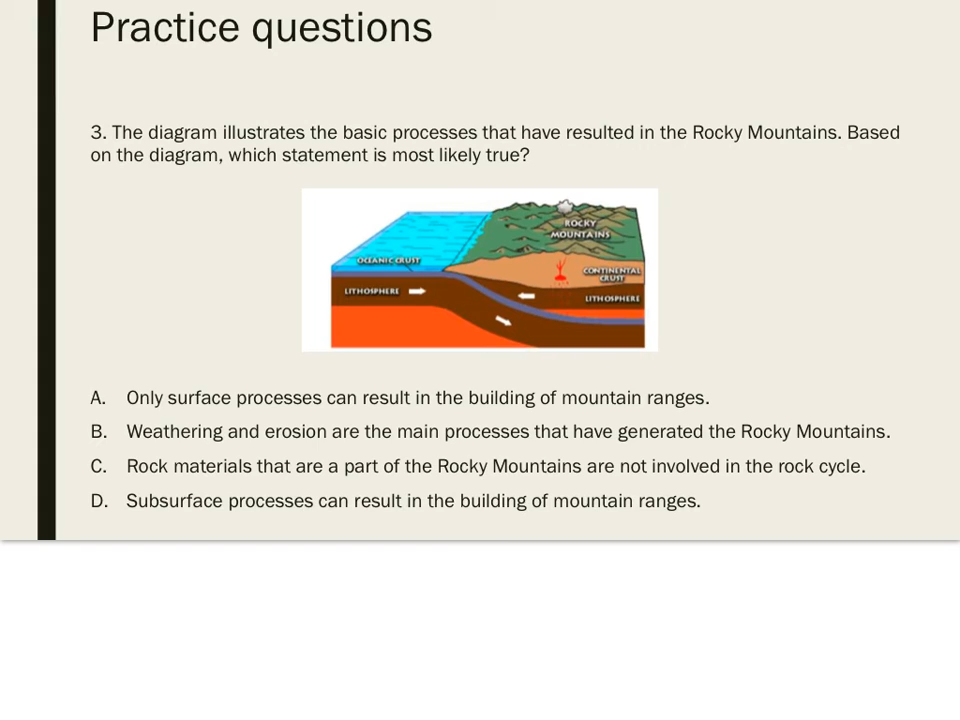 Practice questions
3. The diagram illustrates the basic processes that have resulted in the Rocky Mountains. Based
on the diagram, which statement is most likely true?
ROCKY
MOUNTAINS
OCEANIC CRUST
CONTINENTAL
CRUST
LITHOSPHERE
LITHOSPHERE
A. Only surface processes can result in the building of mountain ranges.
B. Weathering and erosion are the main processes that have generated the Rocky Mountains.
C. Rock materials that are a part of the Rocky Mountains are not involved in the rock cycle.
D. Subsurface processes can result in the building of mountain ranges.